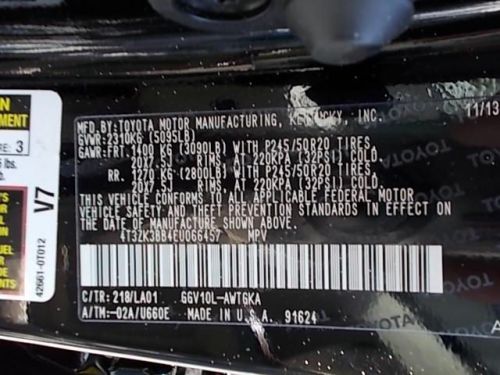 MFD. BY: TOYOTA MOTOR MANUFACTURING, KENTUCKY, INC. 11/13
GVWR: 2310KG (5095LB)
GAWR: FRT. 1400 KG (3090LB) WITH P245/50R20 TIRES,
20X7.5J RIMS, AT 220KPA (32PSI) COLD.
RR. 1270 KG (2800LB) WITH P245/50R20 TIRES,
20X7.5J RIMS, AT 220KPA (32PSI) COLD.
THIS VEHICLE CONFORMS TO ALL APPLICABLE FEDERAL MOTOR
VEHICLE SAFETY AND THEFT PREVENTION STANDARDS IN EFFECT ON
THE DATE OF MANUFACTURE SHOWN ABOVE.
4T3ZK3BB4EU066457 MPV
C/TR: 218/LA01 GGV10L-AWTGKA
A/TM: -02A/U660E MADE IN U.S.A. 91624
3
lbs.
V7
42661-0T012